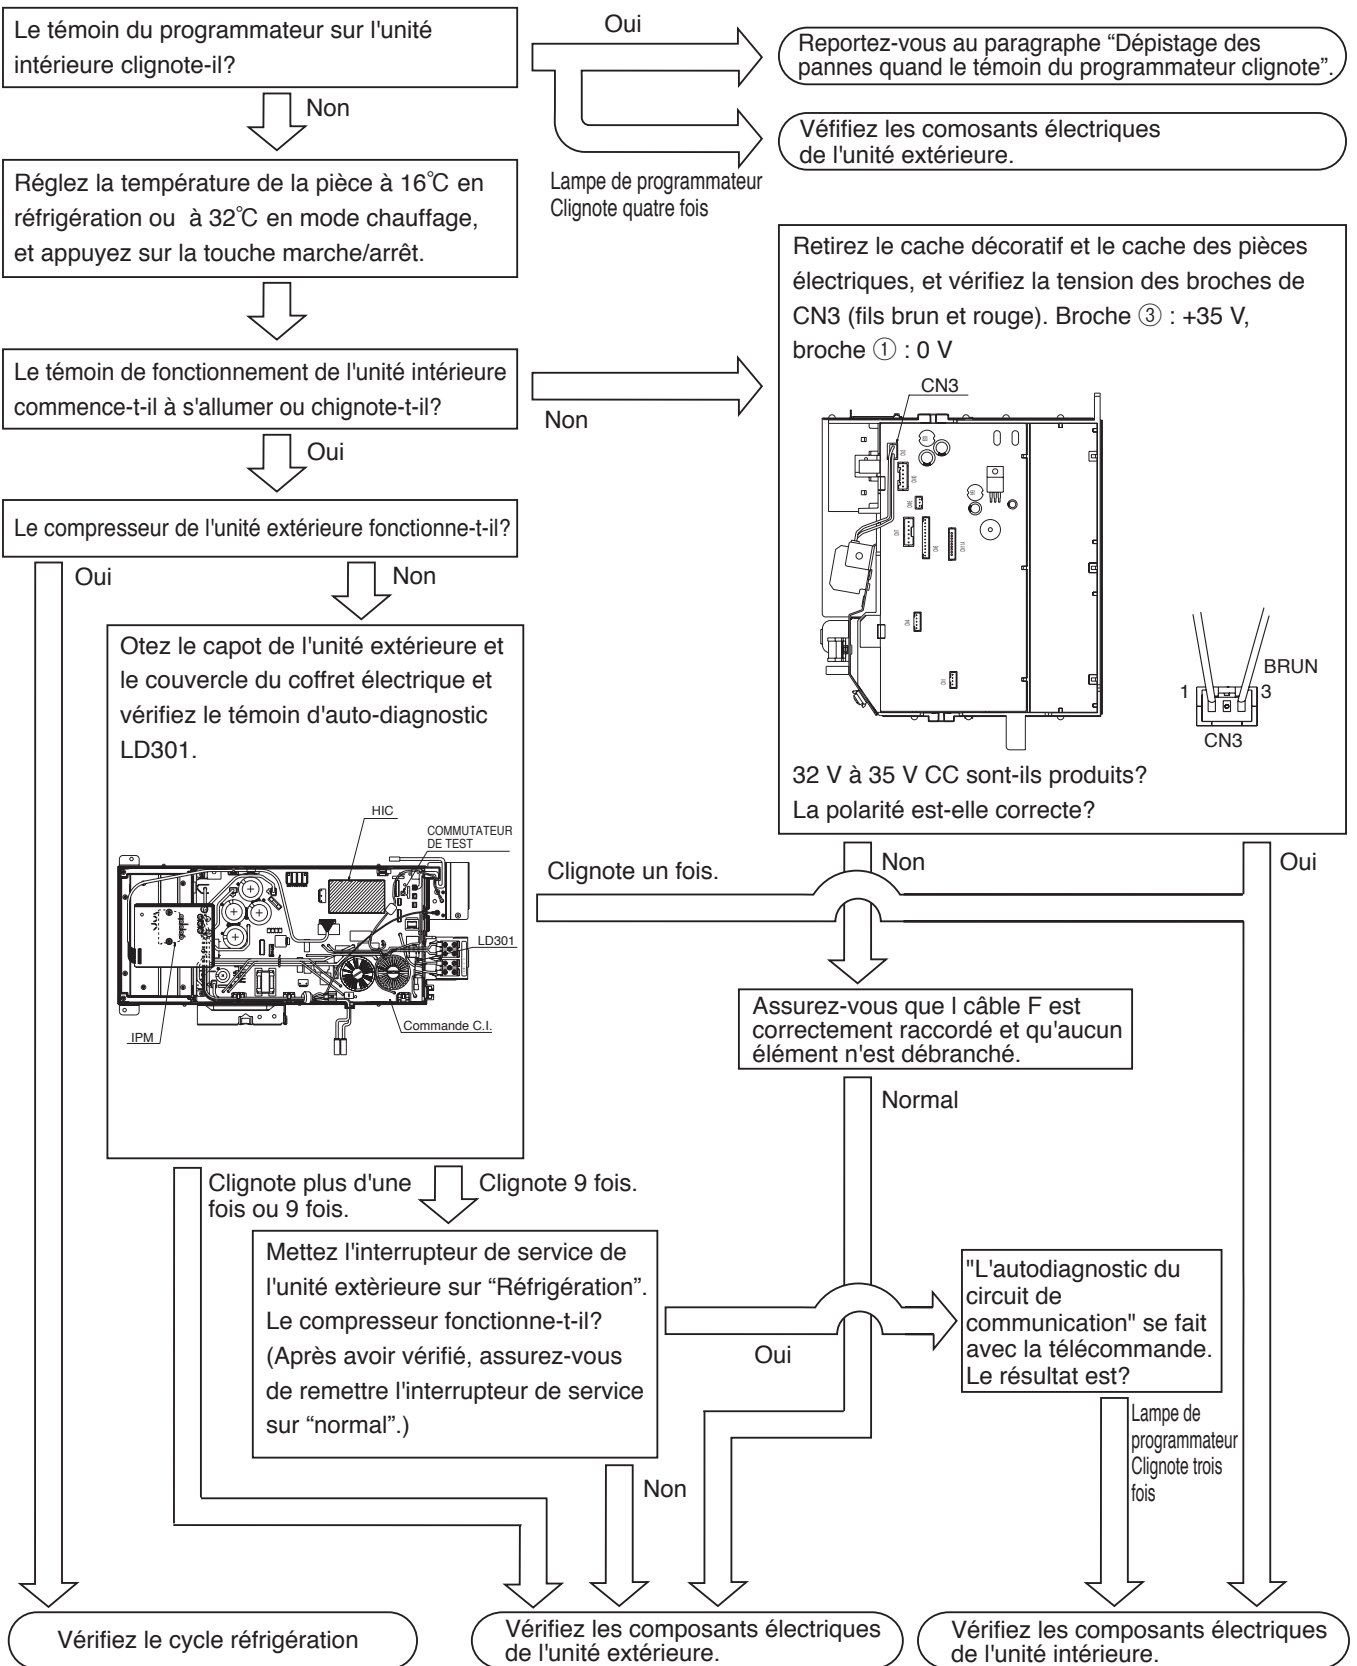 Le témoin du programmateur sur l'unité
intérieure clignote-il?
Oui
Reportez-vous au paragraphe “Dépistage des
pannes quand le témoin du programmateur clignote”.
Non
Véfifiez les comosants électriques
de l'unité extérieure.
Lampe de programmateur
Clignote quatre fois
Réglez la température de la pièce à 16℃ en
réfrigération ou à 32℃ en mode chauffage,
et appuyez sur la touche marche/arrêt.
Retirez le cache décoratif et le cache des pièces
électriques, et vérifiez la tension des broches de
CN3 (fils brun et rouge). Broche ③ : +35 V,
broche ① : 0 V
CN3
BRUN
1
3
CN3
32 V à 35 V CC sont-ils produits?
La polarité est-elle correcte?
Le témoin de fonctionnement de l'unité intérieure
commence-t-il à s'allumer ou chignote-t-il?
Non
Oui
Le compresseur de l'unité extérieure fonctionne-t-il?
Oui
Non
Otez le capot de l'unité extérieure et
le couvercle du coffret électrique et
vérifiez le témoin d'auto-diagnostic
LD301.
HIC
COMMUTATEUR
DE TEST
LD301
Commande C.I.
IPM
Clignote un fois.
Non
Oui
Assurez-vous que l câble F est
correctement raccordé et qu'aucun
élément n'est débranché.
Normal
Clignote plus d'une
fois ou 9 fois.
Clignote 9 fois.
Mettez l'interrupteur de service de
l'unité extèrieure sur “Réfrigération”.
Le compresseur fonctionne-t-il?
(Après avoir vérifié, assurez-vous
de remettre l'interrupteur de service
sur “normal”.)
Oui
"L'autodiagnostic du
circuit de
communication" se fait
avec la télécommande.
Le résultat est?
Lampe de
programmateur
Clignote trois
fois
Non
Vérifiez le cycle réfrigération
Vérifiez les composants électriques
de l'unité extérieure.
Vérifiez les composants électriques
de l'unité intérieure.